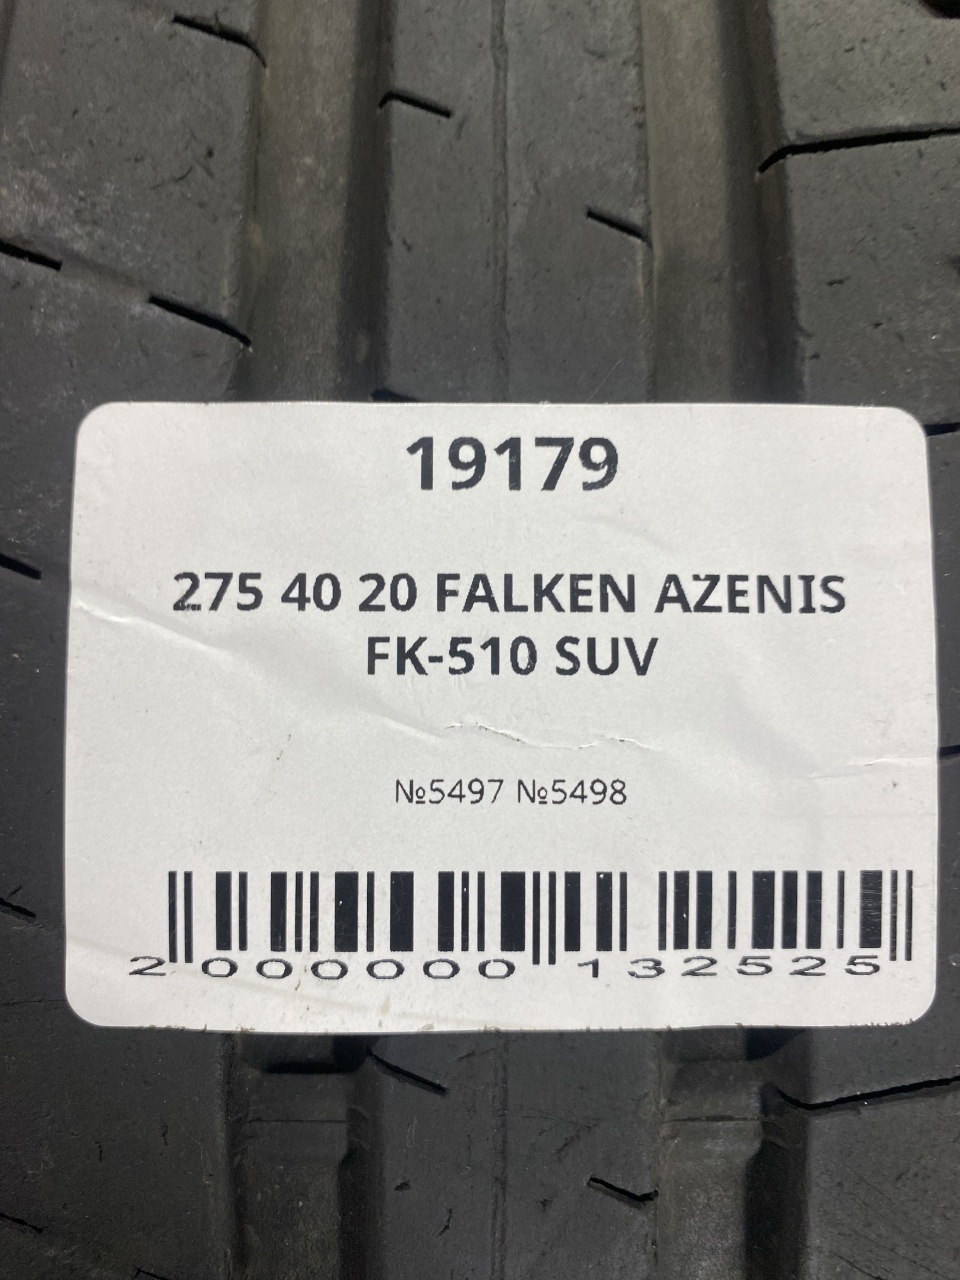 19179
275 40 20 FALKEN AZENIS
FK-510 SUV
№5497 №5498
2 000000 132525